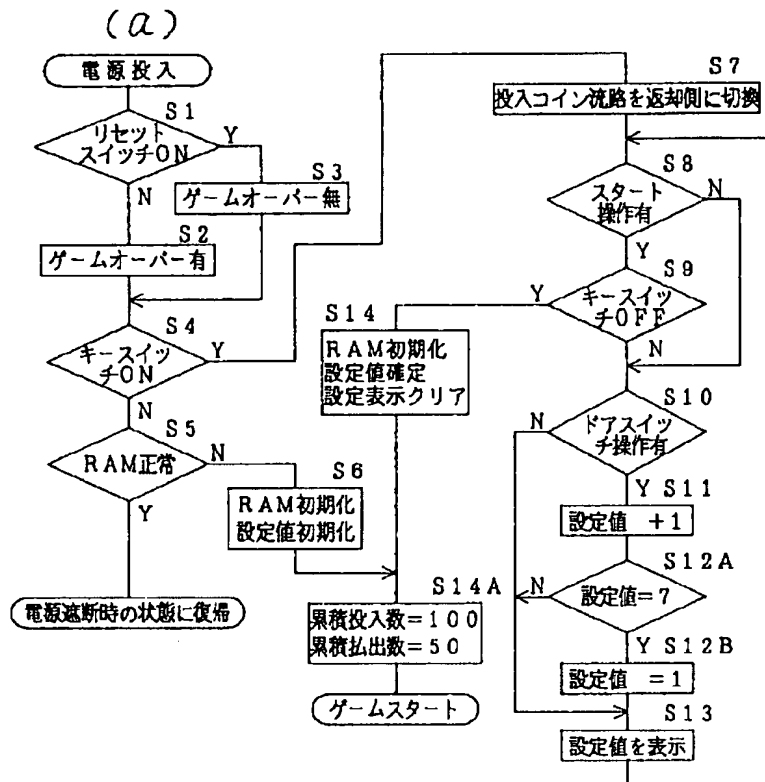 (a)
電源投入
S1
リセット
スイッチON
Y
N
S3
ゲームオーバー無
S2
ゲームオーバー有
S4
キースイッ
チON
Y
N
S5
RAM正常
N
Y
S6
RAM初期化
設定値初期化
電源遮断時の状態に復帰
S14
RAM初期化
設定値確定
設定表示クリア
S14A
累積投入数=100
累積払出数=50
ゲームスタート
S7
投入コイン流路を返却側に切換
S8
スタート
操作有
N
Y
S9
キースイッ
チOFF
Y
N
S10
ドアスイッ
チ操作有
N
Y S11
設定値 +1
S12A
設定値=7
N
Y S12B
設定値 =1
S13
設定値を表示